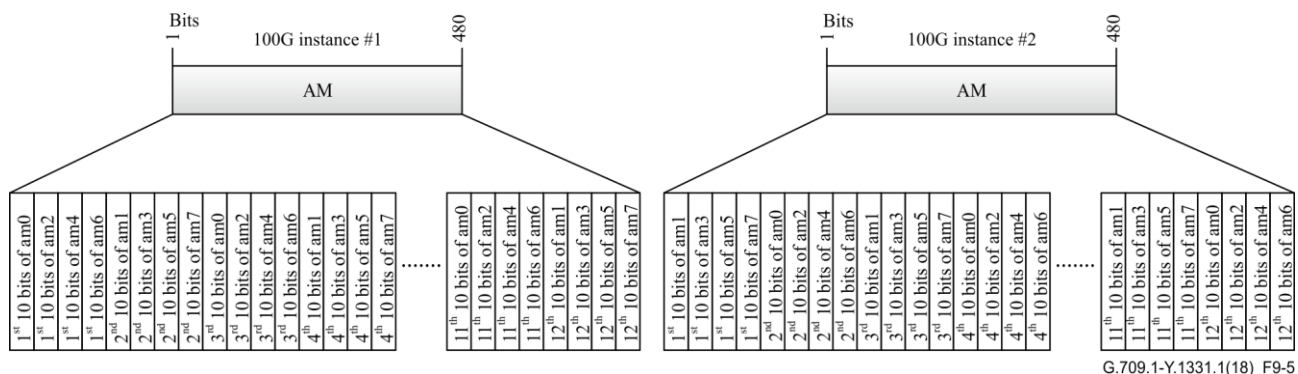 Bits
1
480
100G instance #1
AM
1st 10 bits of am0
1st 10 bits of am2
1st 10 bits of am4
1st 10 bits of am6
2nd 10 bits of am1
2nd 10 bits of am3
2nd 10 bits of am5
2nd 10 bits of am7
3rd 10 bits of am0
3rd 10 bits of am2
3rd 10 bits of am4
3rd 10 bits of am6
4th 10 bits of am1
4th 10 bits of am3
4th 10 bits of am5
4th 10 bits of am7
........
11th 10 bits of am0
11th 10 bits of am2
11th 10 bits of am4
11th 10 bits of am6
12th 10 bits of am1
12th 10 bits of am3
12th 10 bits of am5
12th 10 bits of am7
Bits
1
480
100G instance #2
AM
1st 10 bits of am1
1st 10 bits of am3
1st 10 bits of am5
1st 10 bits of am7
2nd 10 bits of am0
2nd 10 bits of am2
2nd 10 bits of am4
2nd 10 bits of am6
3rd 10 bits of am1
3rd 10 bits of am3
3rd 10 bits of am5
3rd 10 bits of am7
4th 10 bits of am0
4th 10 bits of am2
4th 10 bits of am4
4th 10 bits of am6
........
11th 10 bits of am1
11th 10 bits of am3
11th 10 bits of am5
11th 10 bits of am7
12th 10 bits of am0
12th 10 bits of am2
12th 10 bits of am4
12th 10 bits of am6
G.709.1-Y.1331.1(18)_F9-5